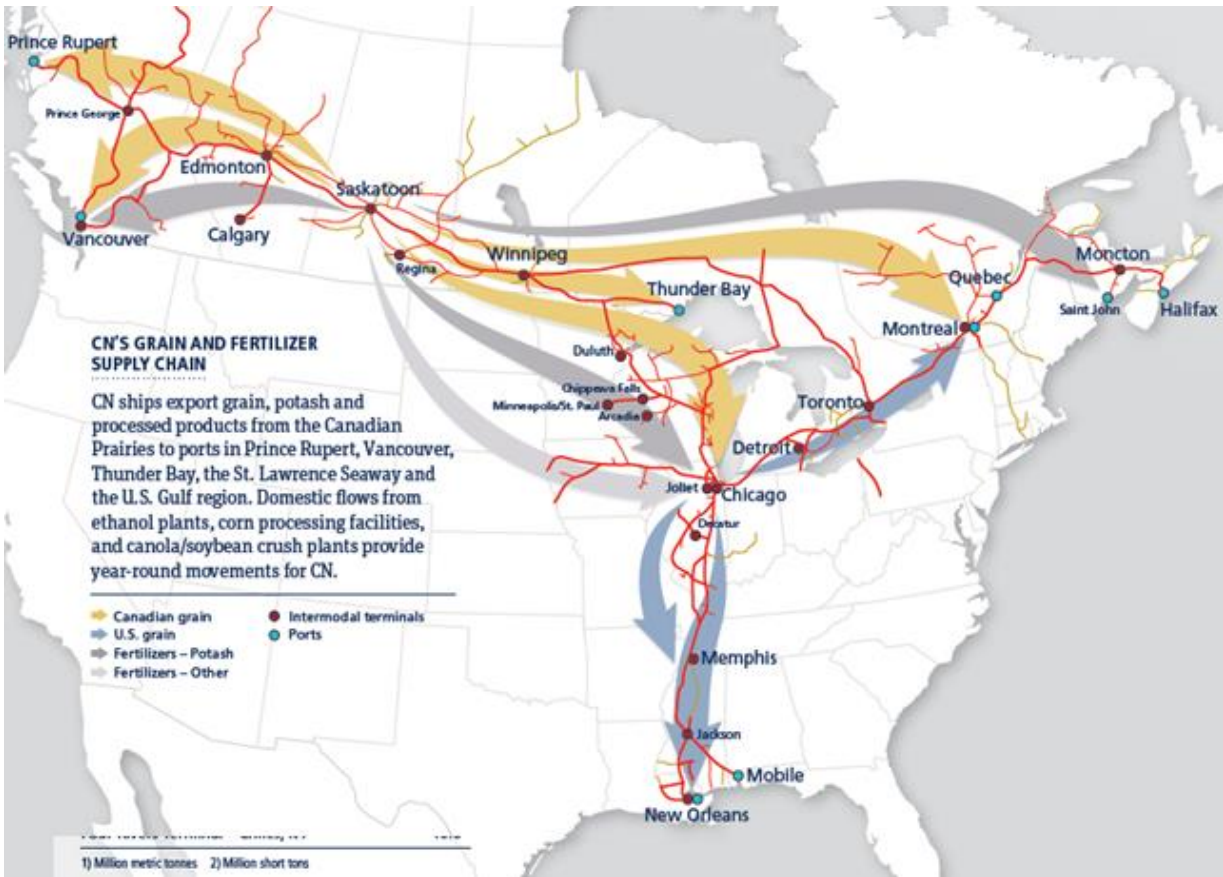 Prince Rupert
Prince George
Edmonton
Saskatoon
Vancouver
Calgary
Regina
Winnipeg
Thunder Bay
Quebec
Moncton
Saint John
Halifax
Montreal
Duluth
Chippewa Falls
Minneapolis/St. Paul
Arcadia
Toronto
Detroit
Joliet
Chicago
Decatur
Memphis
Jackson
Mobile
New Orleans
CN'S GRAIN AND FERTILIZER
SUPPLY CHAIN
CN ships export grain, potash and
processed products from the Canadian
Prairies to ports in Prince Rupert, Vancouver,
Thunder Bay, the St. Lawrence Seaway and
the U.S. Gulf region. Domestic flows from
ethanol plants, corn processing facilities,
and canola/soybean crush plants provide
year-round movements for CN.
Canadian grain
U.S. grain
Fertilizers – Potash
Fertilizers – Other
Intermodal terminals
Ports
1) Million metric tonnes 2) Million short tons